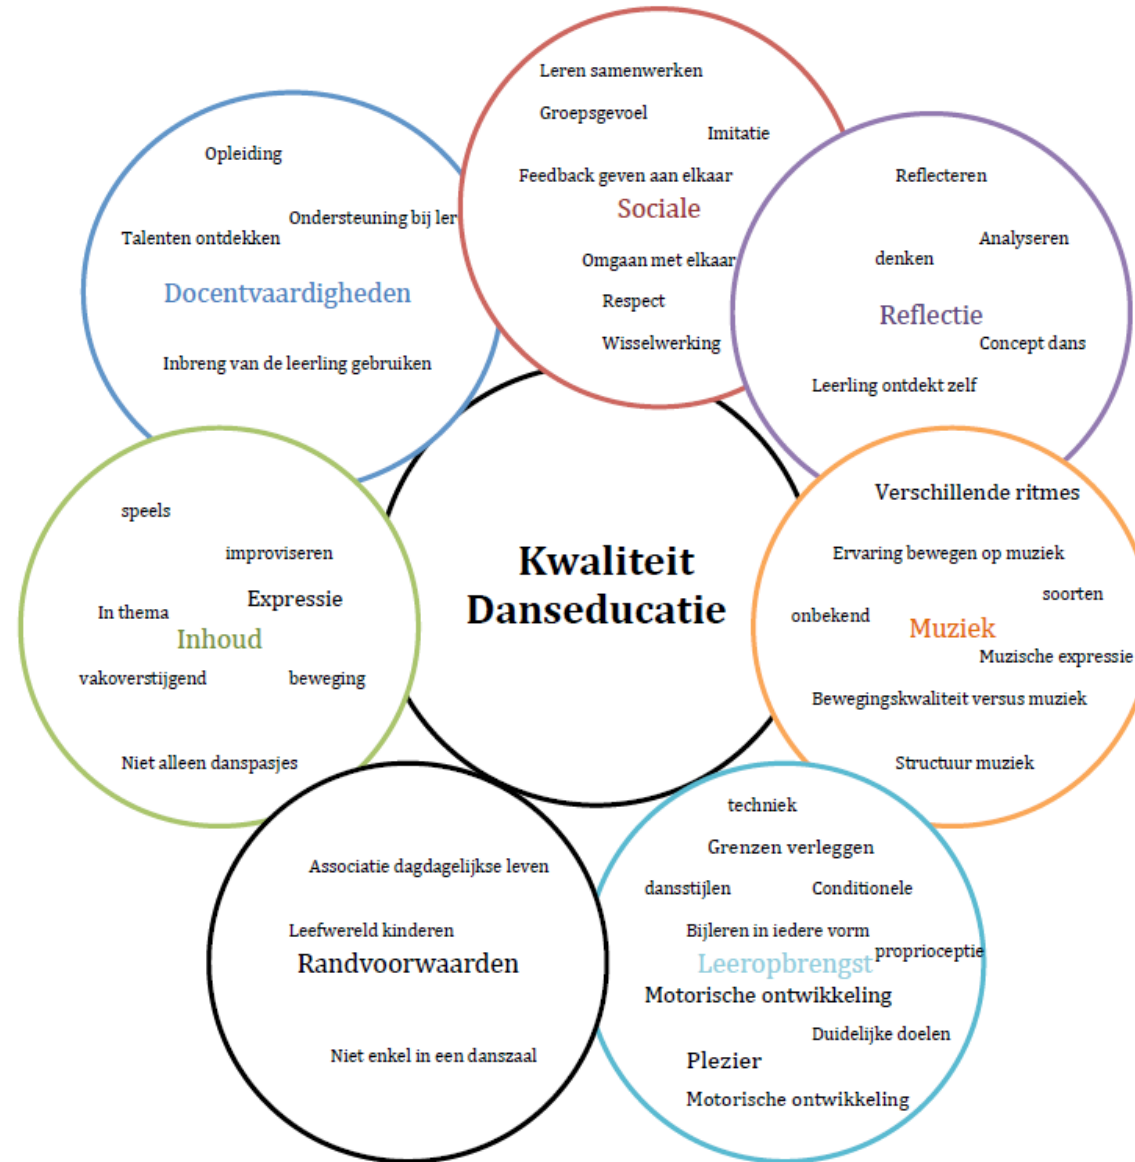 Leren samenwerken
Groepsgevoel
Imitatie
Feedback geven aan elkaar
Sociale
Omgaan met elkaar
Respect
Wisselwerking
Opleiding
Ondersteuning bij ler
Talenten ontdekken
Docentvaardigheden
Inbreng van de leerling gebruiken
Reflecteren
Analyseren
denken
Reflectie
Concept dans
Leerling ontdekt zelf
Kwaliteit
Danseducatie
speels
improviseren
Expressie
In thema
Inhoud
vakoverstijgend
beweging
Niet alleen danspasjes
Verschillende ritmes
Ervaring bewegen op muziek
soorten
onbekend
Muziek
Muzische expressie
Bewegingskwaliteit versus muziek
Structuur muziek
Associatie dagdagelijkse leven
Leefwereld kinderen
Randvoorwaarden
Niet enkel in een danszaal
techniek
Grenzen verleggen
dansstijlen
Conditionele
Bijleren in iedere vorm
proprioceptie
Leeropbrengst
Motorische ontwikkeling
Duidelijke doelen
Plezier
Motorische ontwikkeling